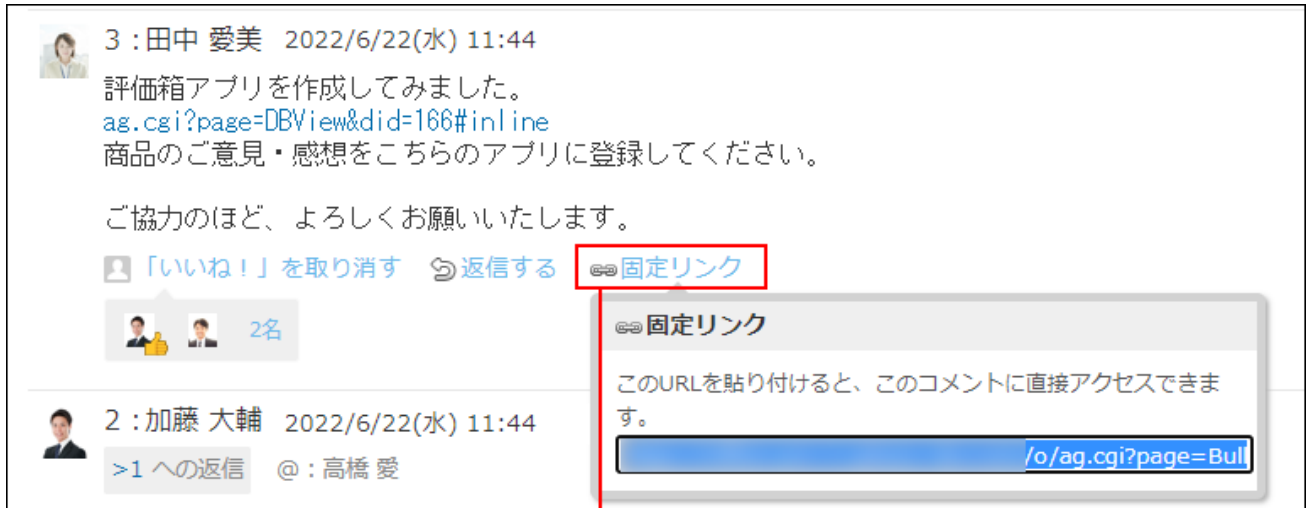 3 : 田中 愛美 2022/6/22(水) 11:44
評価箱アプリを作成してみました。
ag.cgi?page=DBView&did=166#inline
商品のご意見・感想をこちらのアプリに登録してください。
ご協力のほど、よろしくお願いいたします。
「いいね！」を取り消す 返信する 固定リンク
2名
固定リンク
このURLを貼り付けると、このコメントに直接アクセスできま
す。
/o/ag.cgi?page=Bull
2 : 加藤 大輔 2022/6/22(水) 11:44
>1 への返信 @ : 高橋 愛